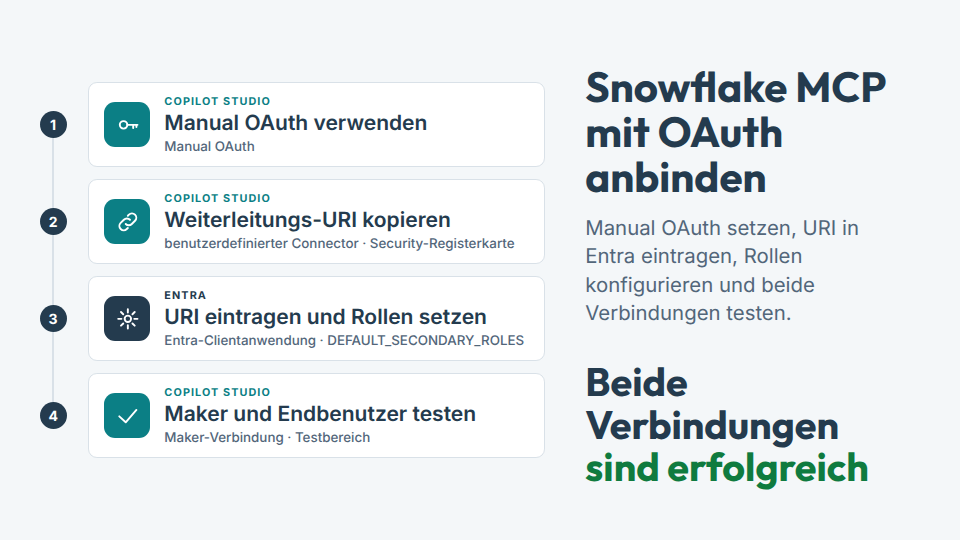 1
COPILOT STUDIO
Manual OAuth verwenden
Manual OAuth
2
COPILOT STUDIO
Weiterleitungs-URI kopieren
benutzerdefinierter Connector · Security-Registerkarte
3
ENTRA
URI eintragen und Rollen setzen
Entra-Clientanwendung · DEFAULT_SECONDARY_ROLES
4
COPILOT STUDIO
Maker und Endbenutzer testen
Maker-Verbindung · Testbereich
Snowflake MCP
mit OAuth
anbinden
Manual OAuth setzen, URI in
Entra eintragen, Rollen
konfigurieren und beide
Verbindungen testen.
Beide
Verbindungen
sind erfolgreich